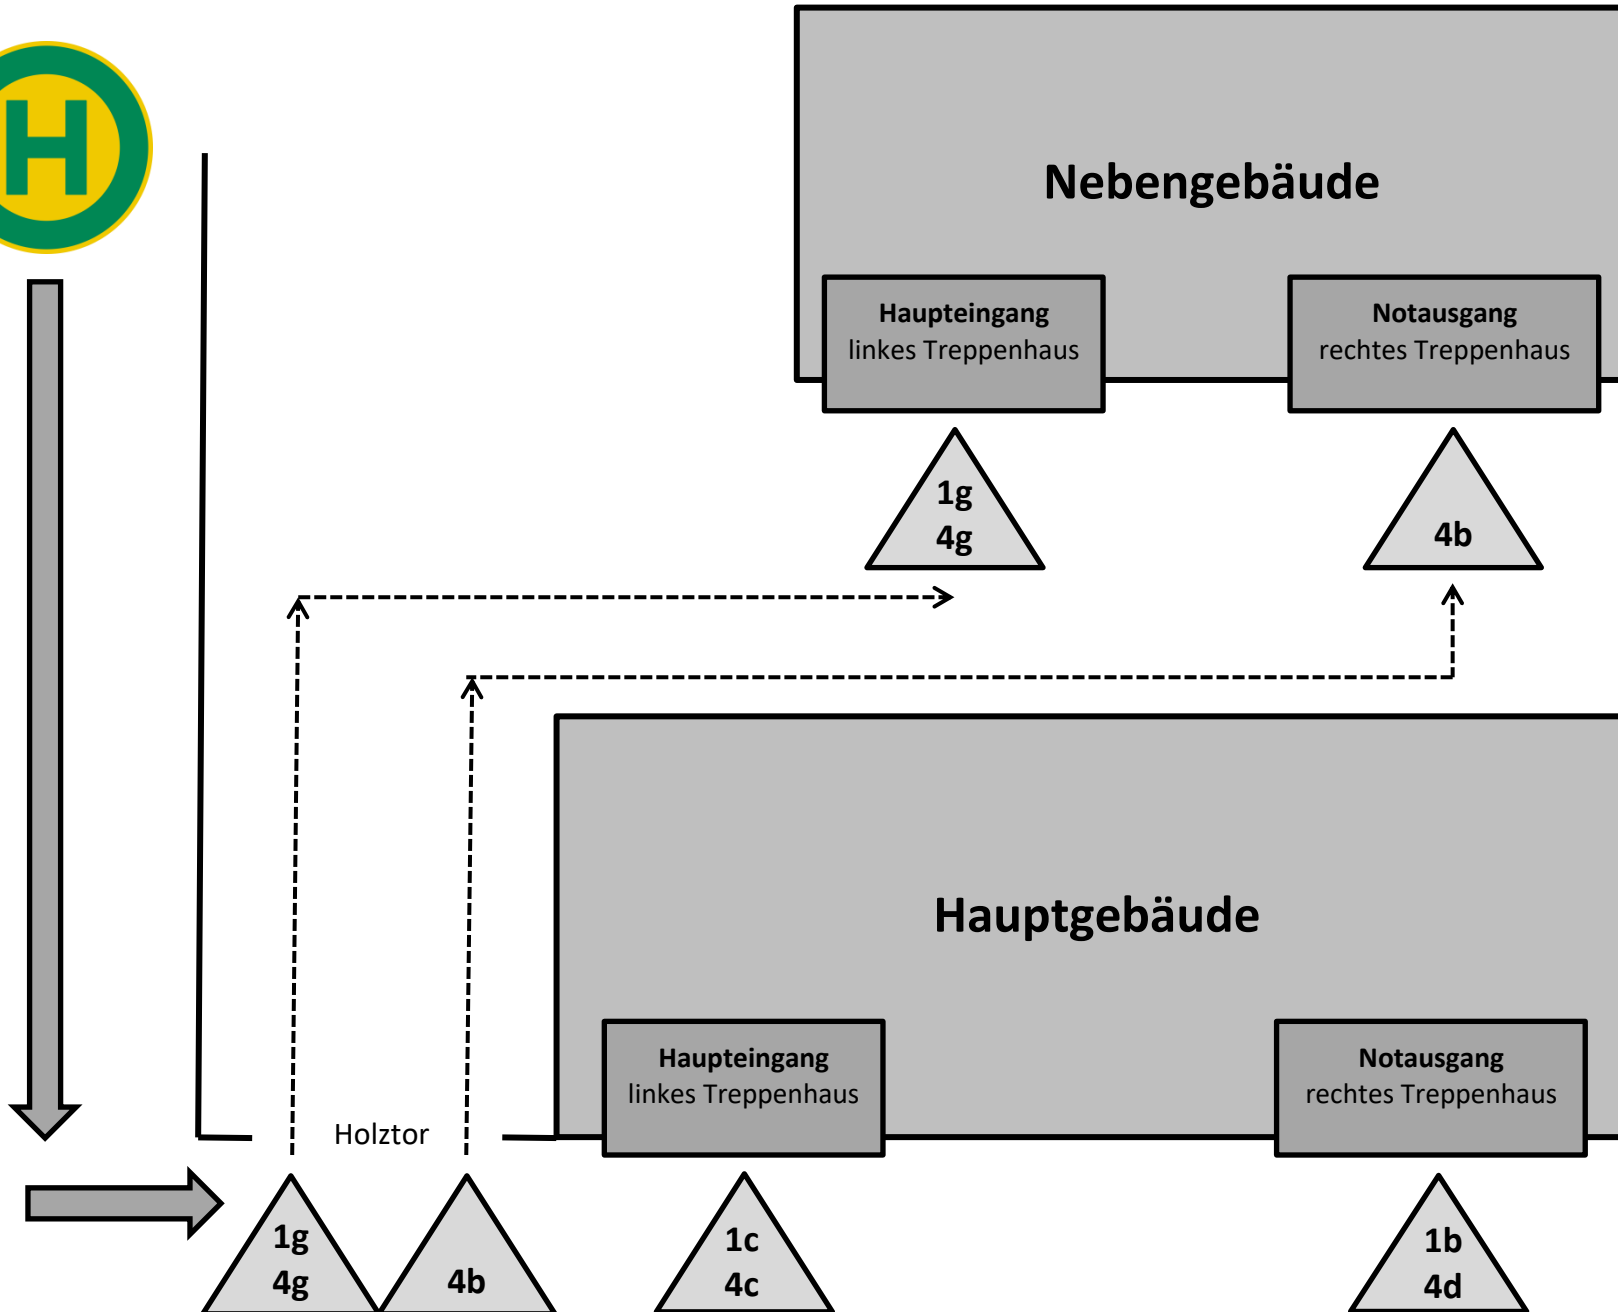 H
Nebengebäude
Haupteingang
linkes Treppenhaus
Notausgang
rechtes Treppenhaus
1g
4g
4b
Hauptgebäude
Haupteingang
linkes Treppenhaus
Notausgang
rechtes Treppenhaus
Holztor
1g
4g
4b
1c
4c
1b
4d